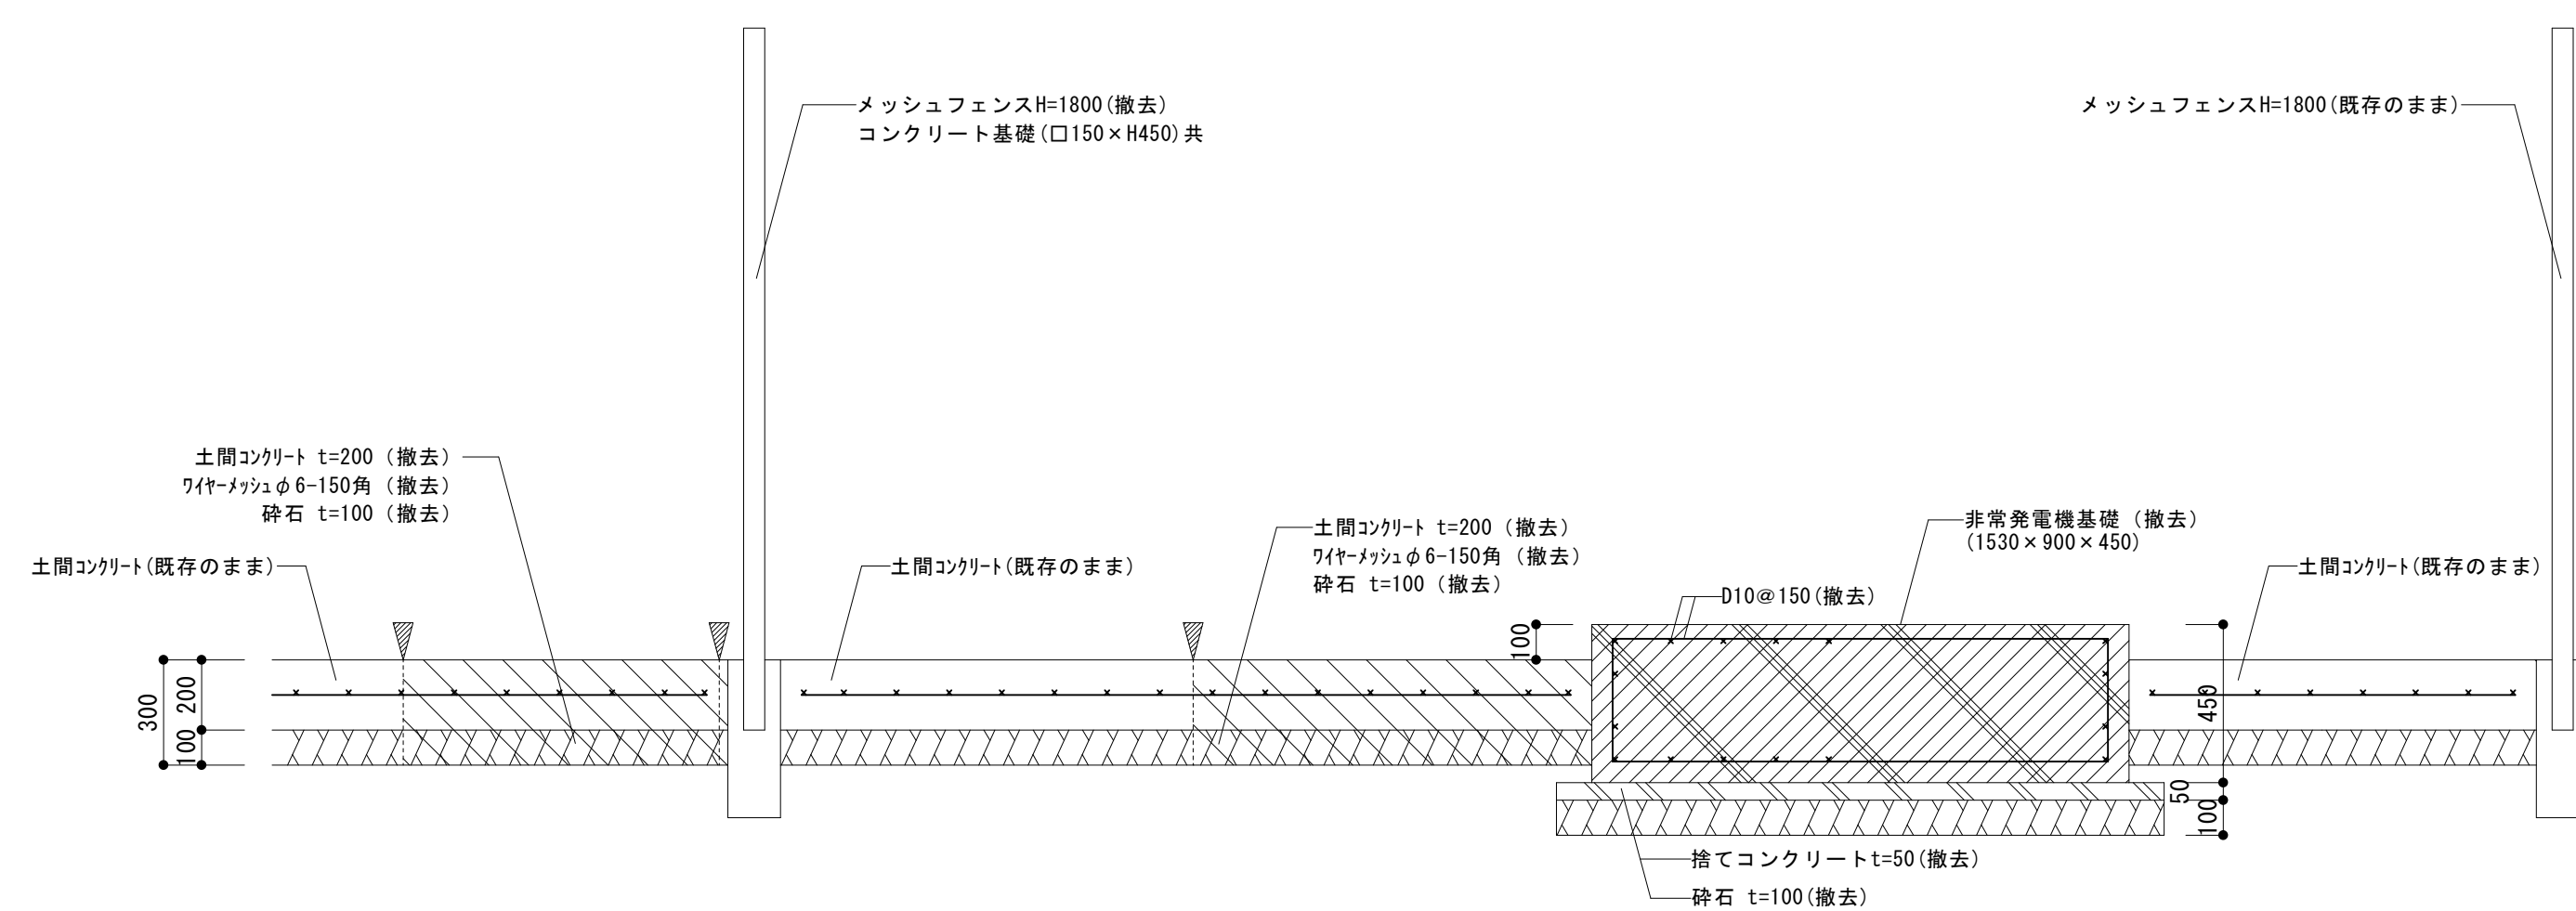 メッシュフェンスH=1800(撤去)
コンクリート基礎(□150×H450)共
メッシュフェンスH=1800(既存のまま)
土間ｺﾝｸﾘｰﾄ t=200 (撤去)
ﾜｲﾔｰﾒｯｼｭφ6-150角 (撤去)
砕石 t=100 (撤去)
土間ｺﾝｸﾘｰﾄ(既存のまま)
土間ｺﾝｸﾘｰﾄ(既存のまま)
土間ｺﾝｸﾘｰﾄ t=200 (撤去)
ﾜｲﾔｰﾒｯｼｭφ6-150角 (撤去)
砕石 t=100 (撤去)
非常発電機基礎 (撤去)
(1530×900×450)
土間ｺﾝｸﾘｰﾄ(既存のまま)
D10@150(撤去)
100
300
200
100
450
50
100
捨てコンクリートt=50(撤去)
砕石 t=100(撤去)